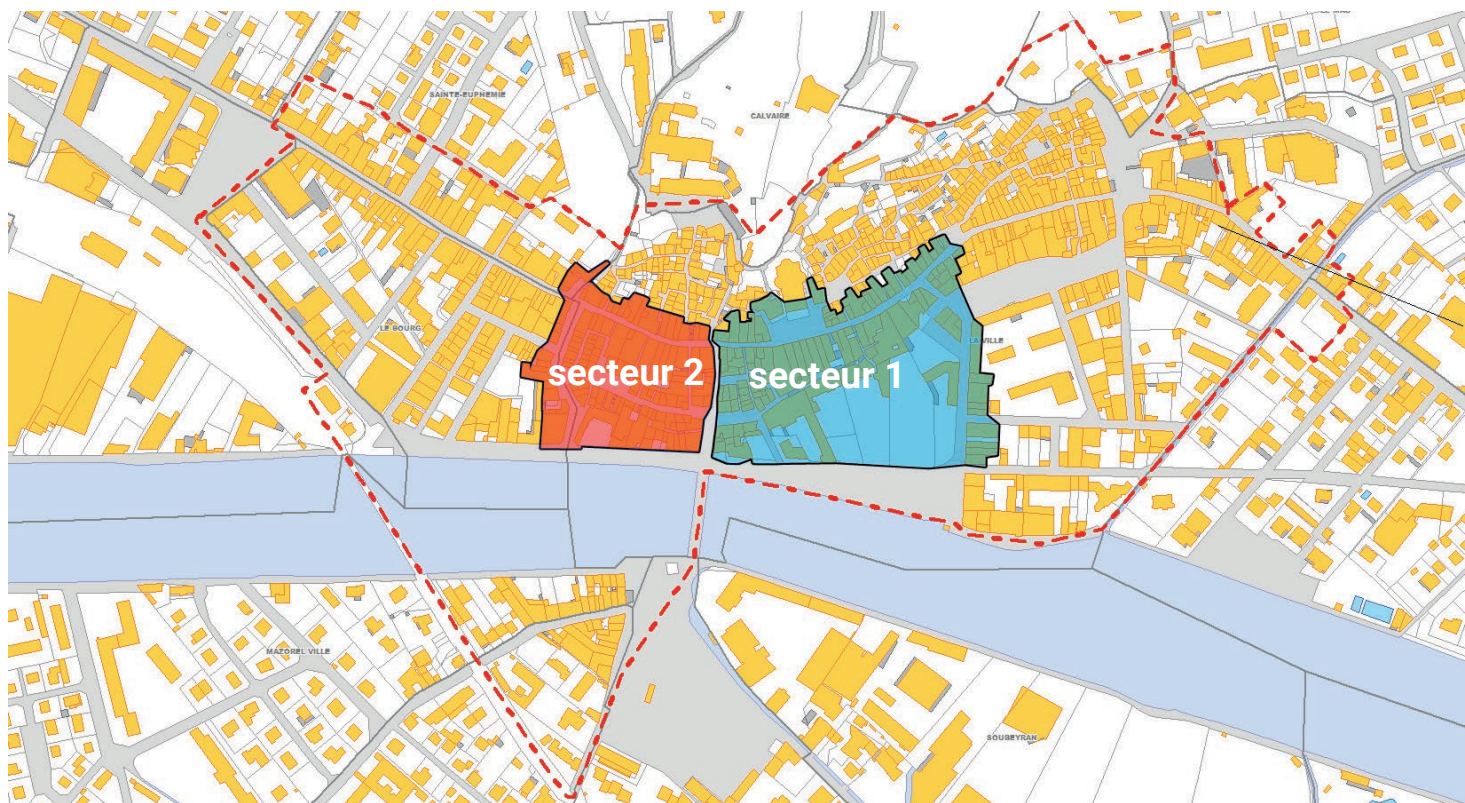 SAINTE-EUPHEMIE
CALVAIRE
LE BOURG
LA VILLE
secteur 2
secteur 1
MAZOREL VILLE
SOUBEYRAN